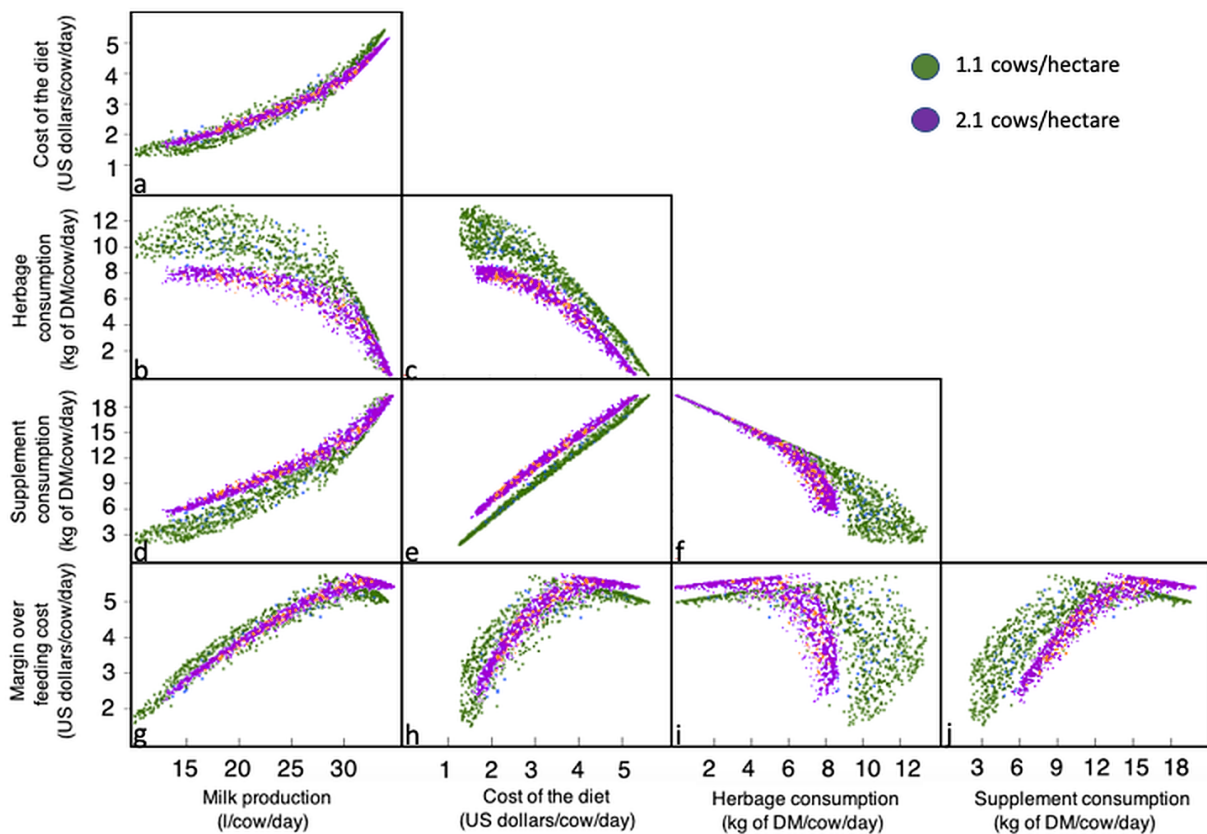 Cost of the diet
(US dollars/cow/day)
5
4
3
2
1
a
1.1 cows/hectare
2.1 cows/hectare
Herbage
consumption
(kg of DM/cow/day)
12
10
8
6
4
2
b
c
Supplement
consumption
(kg of DM/cow/day)
18
15
12
9
6
3
d
e
f
Margin over
feeding cost
(US dollars/cow/day)
5
4
3
2
g
h
i
j
15 20 25 30
1 2 3 4 5
2 4 6 8 10 12
3 6 9 12 15 18
Milk production
(l/cow/day)
Cost of the diet
(US dollars/cow/day)
Herbage consumption
(kg of DM/cow/day)
Supplement consumption
(kg of DM/cow/day)